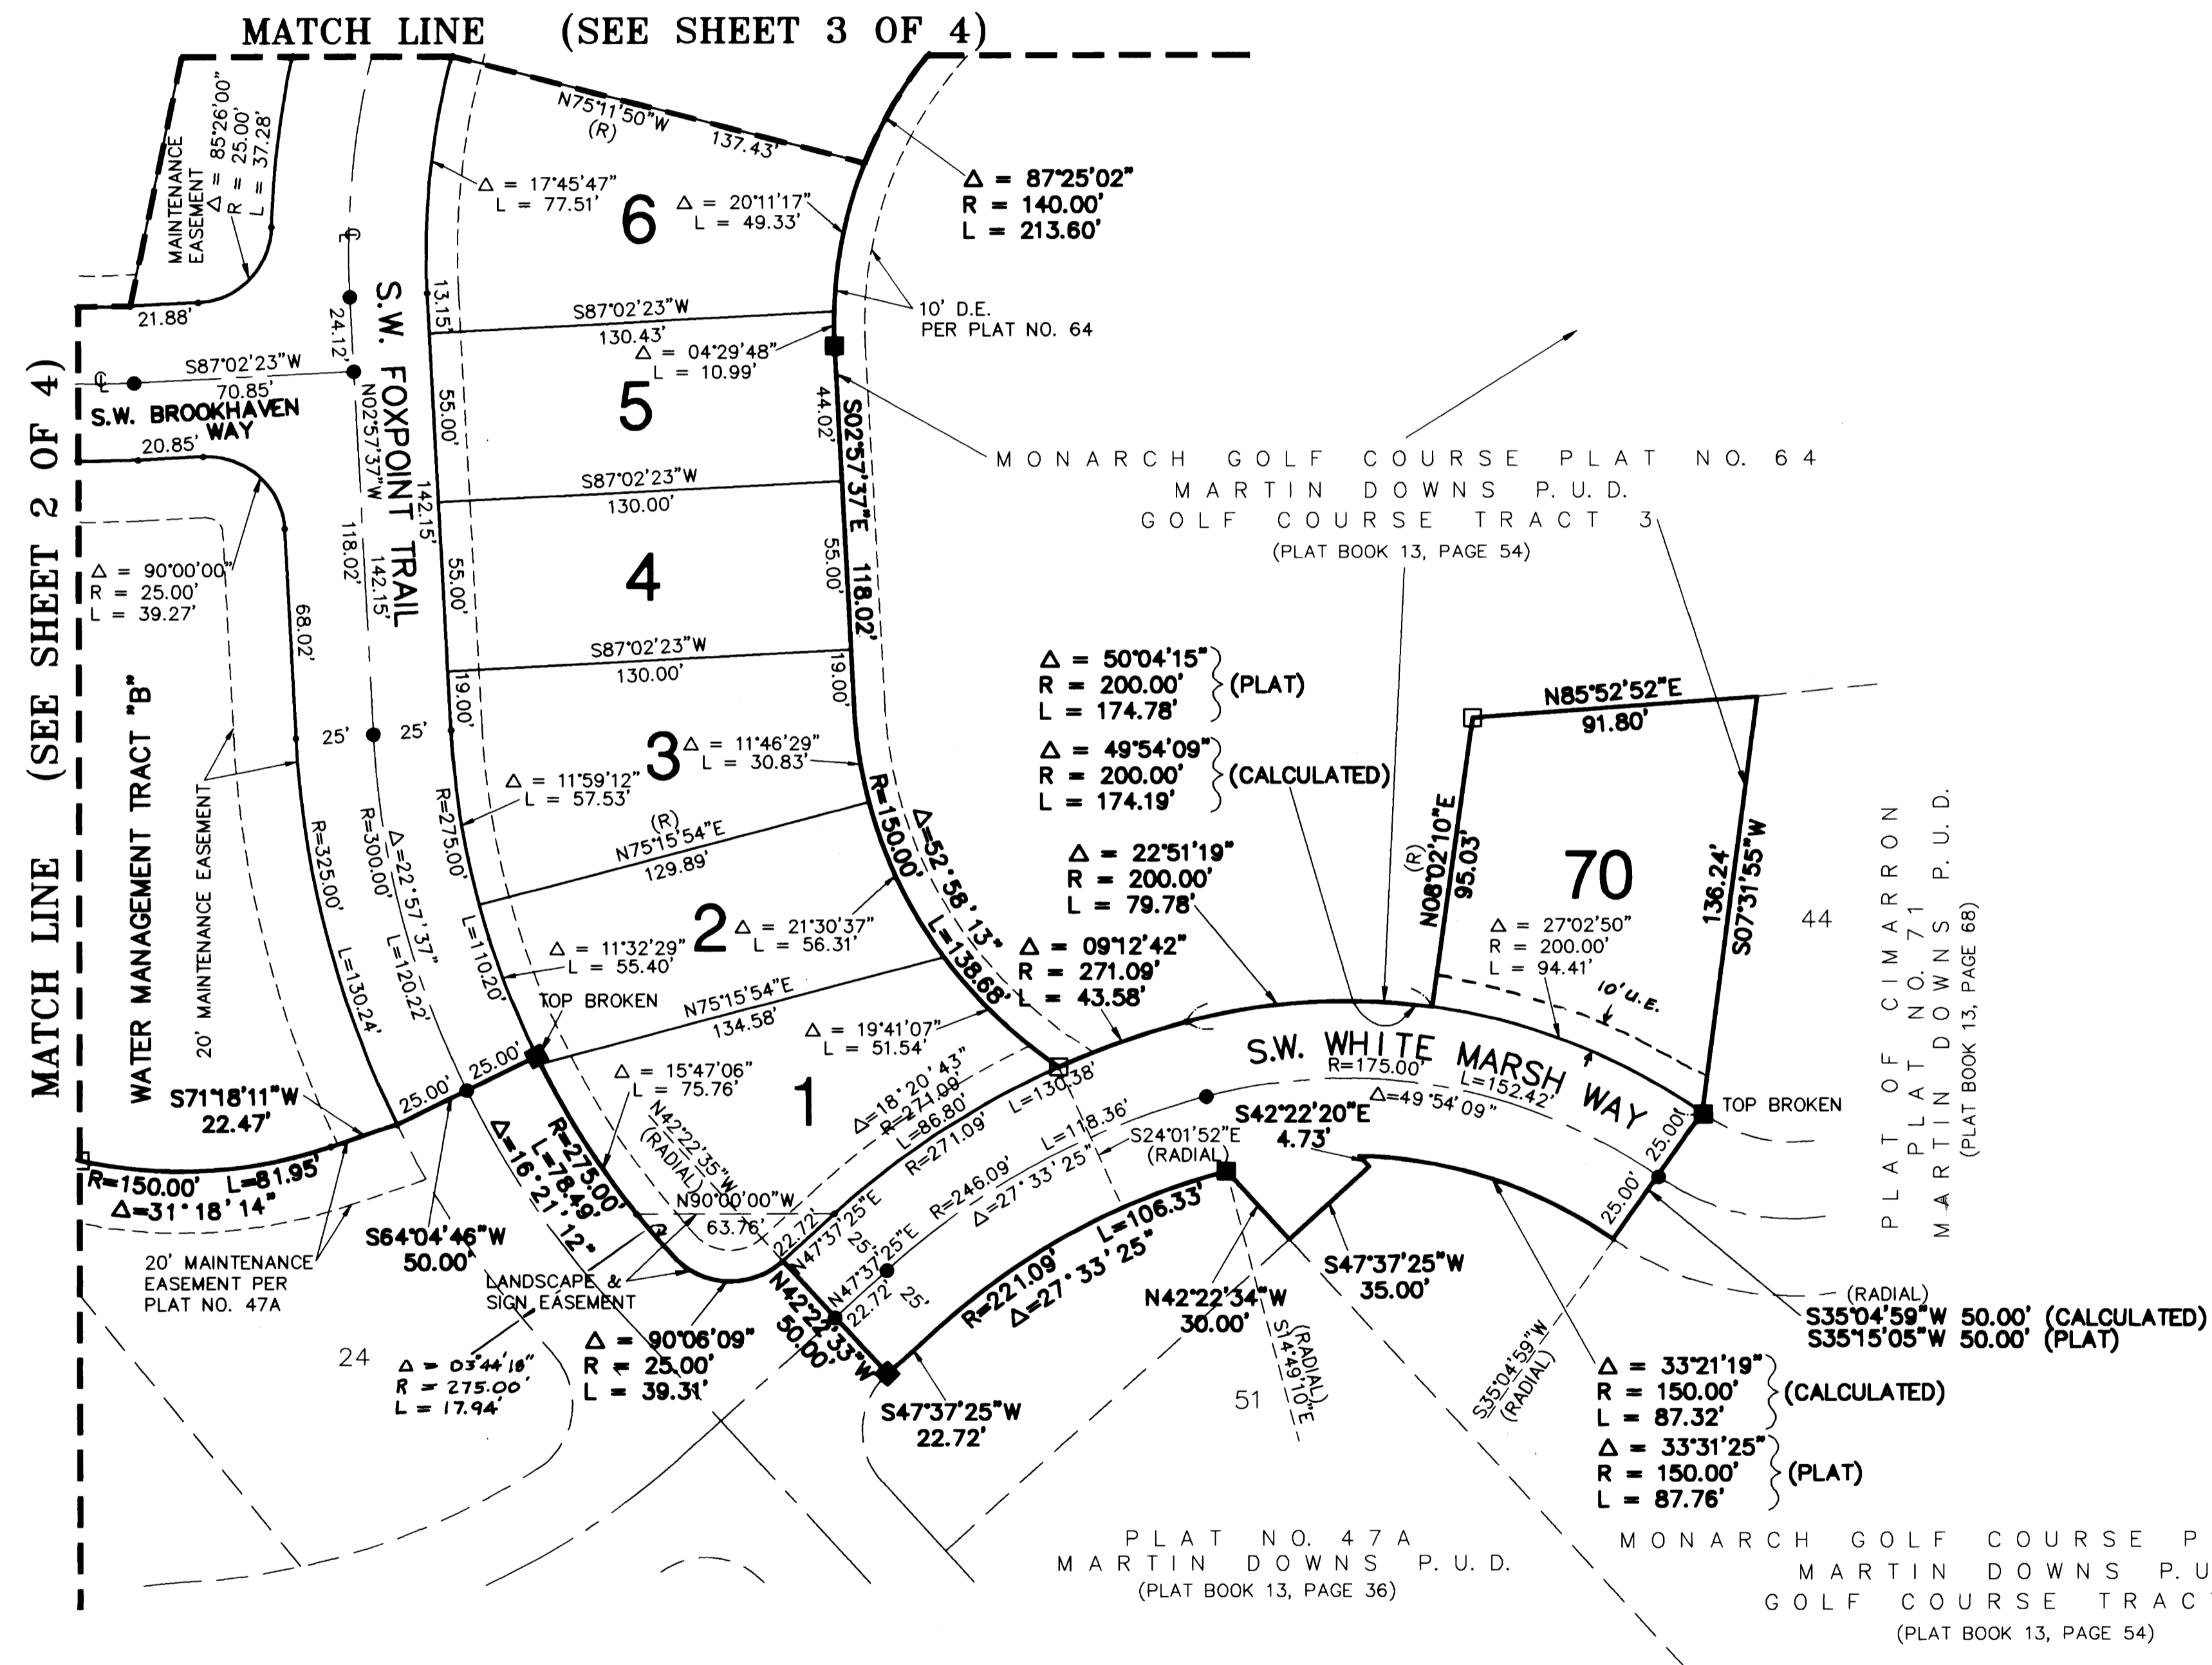 MATCH LINE (SEE SHEET 3 OF 4)
MATCH LINE (SEE SHEET 2 OF 4)
MAINTENANCE
EASEMENT
Δ = 85°26'00"
R = 25.00'
L = 37.28'
N75°11'50"W
(R)
137.43'
Δ = 17°45'47"
L = 77.51'
6
Δ = 20°11'17"
L = 49.33'
Δ = 87°25'02"
R = 140.00'
L = 213.60'
10' D.E.
PER PLAT NO. 64
21.88'
24.12'
13.15'
S87°02'23"W
130.43'
Δ = 04°29'48"
L = 10.99'
S87°02'23"W
70.85'
S.W. BROOKHAVEN
WAY
20.85'
S.W. FOXPOINT TRAIL
N02°57'37"W
118.02'
142.15'
142.15'
55.00'
5
44.02'
S02°57'37"E 118.02'
S87°02'23"W
130.00'
55.00'
4
55.00'
S87°02'23"W
130.00'
19.00'
19.00'
MONARCH GOLF COURSE PLAT NO. 64
MARTIN DOWNS P.U.D.
GOLF COURSE TRACT 3
(PLAT BOOK 13, PAGE 54)
Δ = 90°00'00"
R = 25.00'
L = 39.27'
68.02'
WATER MANAGEMENT TRACT "B"
20' MAINTENANCE EASEMENT
25'
25'
3
Δ = 11°46'29"
L = 30.83'
Δ = 11°59'12"
L = 57.53'
R=275.00'
L=110.20'
R=300.00'
Δ=22°57'37"
L=120.22'
R=325.00'
L=130.24'
(R)
N75°15'54"E
129.89'
R=150.00'
Δ=52°58'13"
L=138.68'
2
Δ = 21°30'37"
L = 56.31'
Δ = 11°32'29"
L = 55.40'
TOP BROKEN
N75°15'54"E
134.58'
Δ = 19°41'07"
L = 51.54'
Δ = 15°47'06"
L = 75.76'
1
Δ = 50°04'15"
R = 200.00'
L = 174.78'
(PLAT)
Δ = 49°54'09"
R = 200.00'
L = 174.19'
(CALCULATED)
Δ = 22°51'19"
R = 200.00'
L = 79.78'
Δ = 09°12'42"
R = 271.09'
L = 43.58'
N85°52'52"E
91.80'
(R)
N08°02'10"E
95.03'
70
136.24'
S07°31'55"W
Δ = 27°02'50"
R = 200.00'
L = 94.41'
10' U.E.
44
PLAT OF CIMARRON
PLAT NO. 71
MARTIN DOWNS P.U.D.
(PLAT BOOK 13, PAGE 68)
TOP BROKEN
S.W. WHITE MARSH WAY
R=175.00'
L=152.42'
Δ=49°54'09"
S71°18'11"W
22.47'
25.00'
25.00'
R=150.00' L=81.95'
Δ=31°18'14"
S64°04'46"W
50.00'
20' MAINTENANCE
EASEMENT PER
PLAT NO. 47A
R=275.00'
L=78.49'
Δ=16°21'12"
N42°22'35"W
(RADIAL)
N90°00'00"W
63.76'
Δ=18°20'43"
R=271.09'
L=86.80'
R=271.09'
L=130.38'
L=118.36'
R=246.09'
Δ=27°33'25"
22.72'
N47°37'25"E
25'
N47°37'25"E
22.72'
25'
LANDSCAPE &
SIGN EASEMENT
N42°22'33"W
50.00'
24
Δ = 03°44'18"
R = 275.00'
L = 17.94'
Δ = 90°06'09"
R = 25.00'
L = 39.31'
S47°37'25"W
22.72'
R=221.09'
L=106.33'
Δ=27°33'25"
S24°01'52"E
(RADIAL)
S42°22'20"E
4.73'
N42°22'34"W
30.00'
S47°37'25"W
35.00'
S14°49'10"E
(RADIAL)
51
25.00'
25.00'
(RADIAL)
S35°04'59"W 50.00' (CALCULATED)
S35°15'05"W 50.00' (PLAT)
S35°04'59"W
(RADIAL)
Δ = 33°21'19"
R = 150.00'
L = 87.32'
(CALCULATED)
Δ = 33°31'25"
R = 150.00'
L = 87.76'
(PLAT)
PLAT NO. 47A
MARTIN DOWNS P.U.D.
(PLAT BOOK 13, PAGE 36)
MONARCH GOLF COURSE P
MARTIN DOWNS P.U
GOLF COURSE TRAC
(PLAT BOOK 13, PAGE 54)